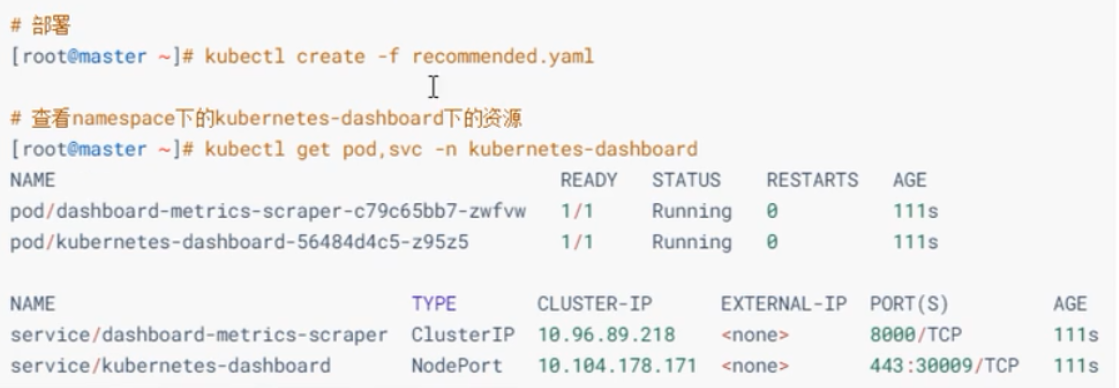 # 部署
[root@master ~]# kubectl create -f recommended.yaml
# 查看namespace下的kubernetes-dashboard下的资源
[root@master ~]# kubectl get pod,svc -n kubernetes-dashboard
NAME READY STATUS RESTARTS AGE
pod/dashboard-metrics-scraper-c79c65bb7-zwfvw 1/1 Running 0 111s
pod/kubernetes-dashboard-56484d4c5-z95z5 1/1 Running 0 111s
NAME TYPE CLUSTER-IP EXTERNAL-IP PORT(S) AGE
service/dashboard-metrics-scraper ClusterIP 10.96.89.218 <none> 8000/TCP 111s
service/kubernetes-dashboard NodePort 10.104.178.171 <none> 443:30009/TCP 111s